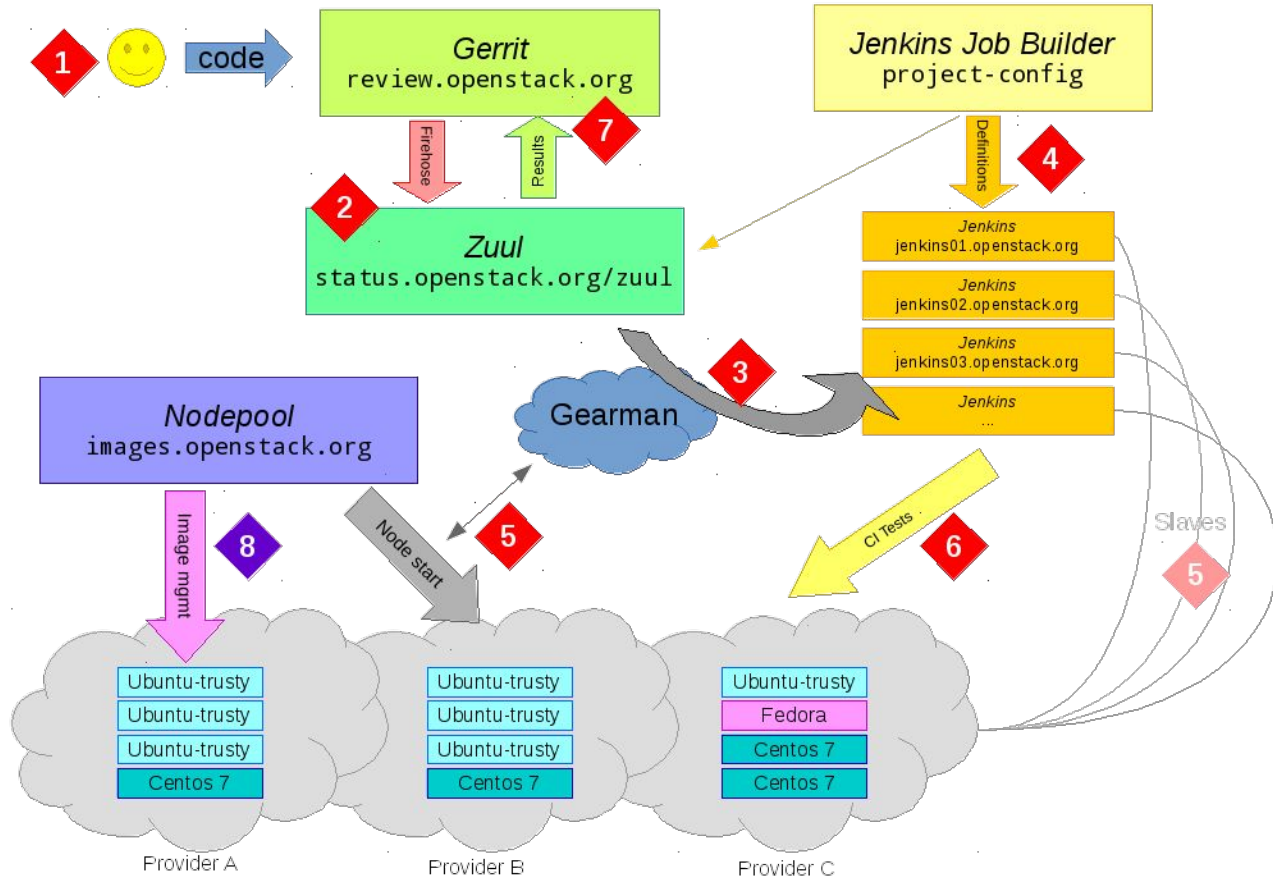 1
code
Gerrit
review.openstack.org
Jenkins Job Builder
project-config
Firehose
Results
7
Definitions
4
2
Zuul
status.openstack.org/zuul
Jenkins
jenkins01.openstack.org
Jenkins
jenkins02.openstack.org
Jenkins
jenkins03.openstack.org
Jenkins
...
3
Gearman
Nodepool
images.openstack.org
Image mgmt
8
Node start
5
CI Tests
6
Slaves
5
Ubuntu-trusty
Ubuntu-trusty
Ubuntu-trusty
Centos 7
Provider A
Ubuntu-trusty
Ubuntu-trusty
Ubuntu-trusty
Centos 7
Provider B
Ubuntu-trusty
Fedora
Centos 7
Centos 7
Provider C